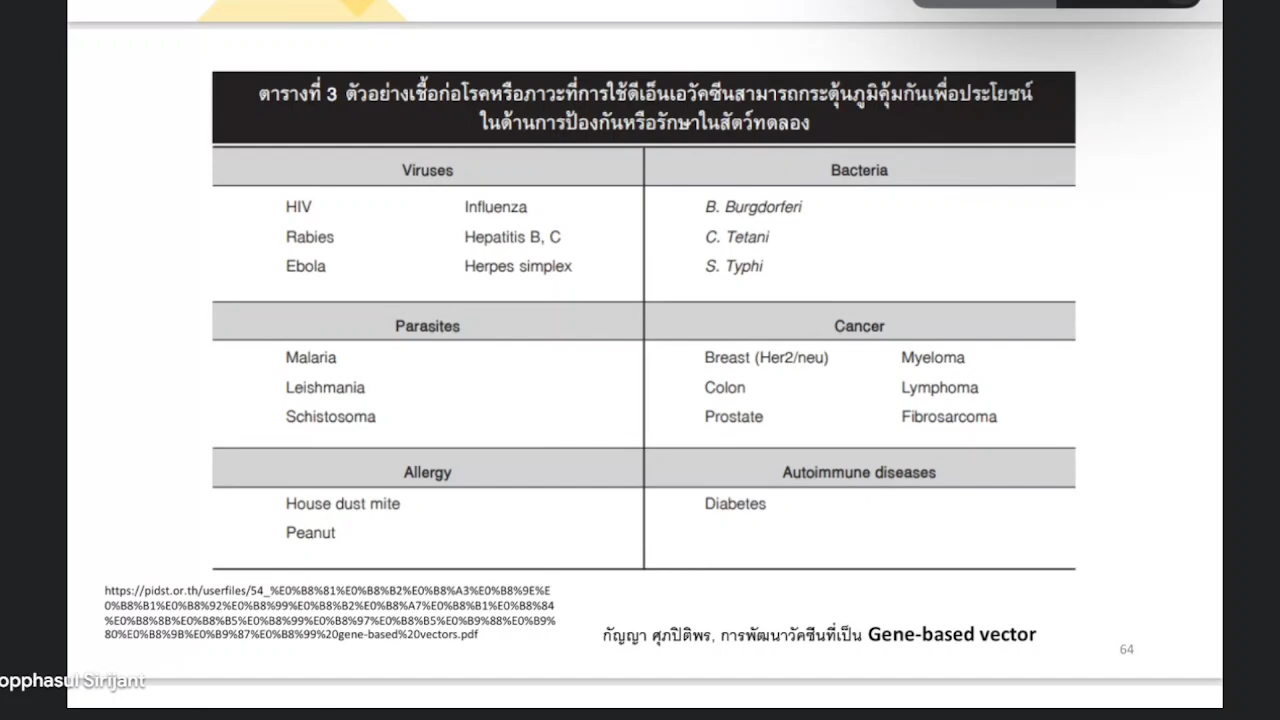 ตารางที่ 3 ตัวอย่างเชื้อก่อโรคหรือภาวะที่การใช้ดีเอ็นเอวัคซีนสามารถกระตุ้นภูมิคุ้มกันเพื่อประโยชน์
ในด้านการป้องกันหรือรักษาในสัตว์ทดลอง
Viruses Bacteria
HIV Influenza B. Burgdorferi
Rabies Hepatitis B, C C. Tetani
Ebola Herpes simplex S. Typhi
Parasites Cancer
Malaria Breast (Her2/neu) Myeloma
Leishmania Colon Lymphoma
Schistosoma Prostate Fibrosarcoma
Allergy Autoimmune diseases
House dust mite Diabetes
Peanut
https://pidst.or.th/userfiles/54_%E0%B8%81%E0%B8%B2%E0%B8%A3%E0%B8%9E%E
0%B8%B1%E0%B8%92%E0%B8%99%E0%B8%B2%E0%B8%A7%E0%B8%B1%E0%B8%84
%E0%B8%8B%E0%B8%B5%E0%B8%99%E0%B8%97%E0%B8%B5%E0%B9%88%E0%B9%
80%E0%B8%9B%E0%B9%87%E0%B8%99%20gene-based%20vectors.pdf
กัญญา ศุภปิติพร, การพัฒนาวัคซีนที่เป็น Gene-based vector
64
opphasul Sirijant